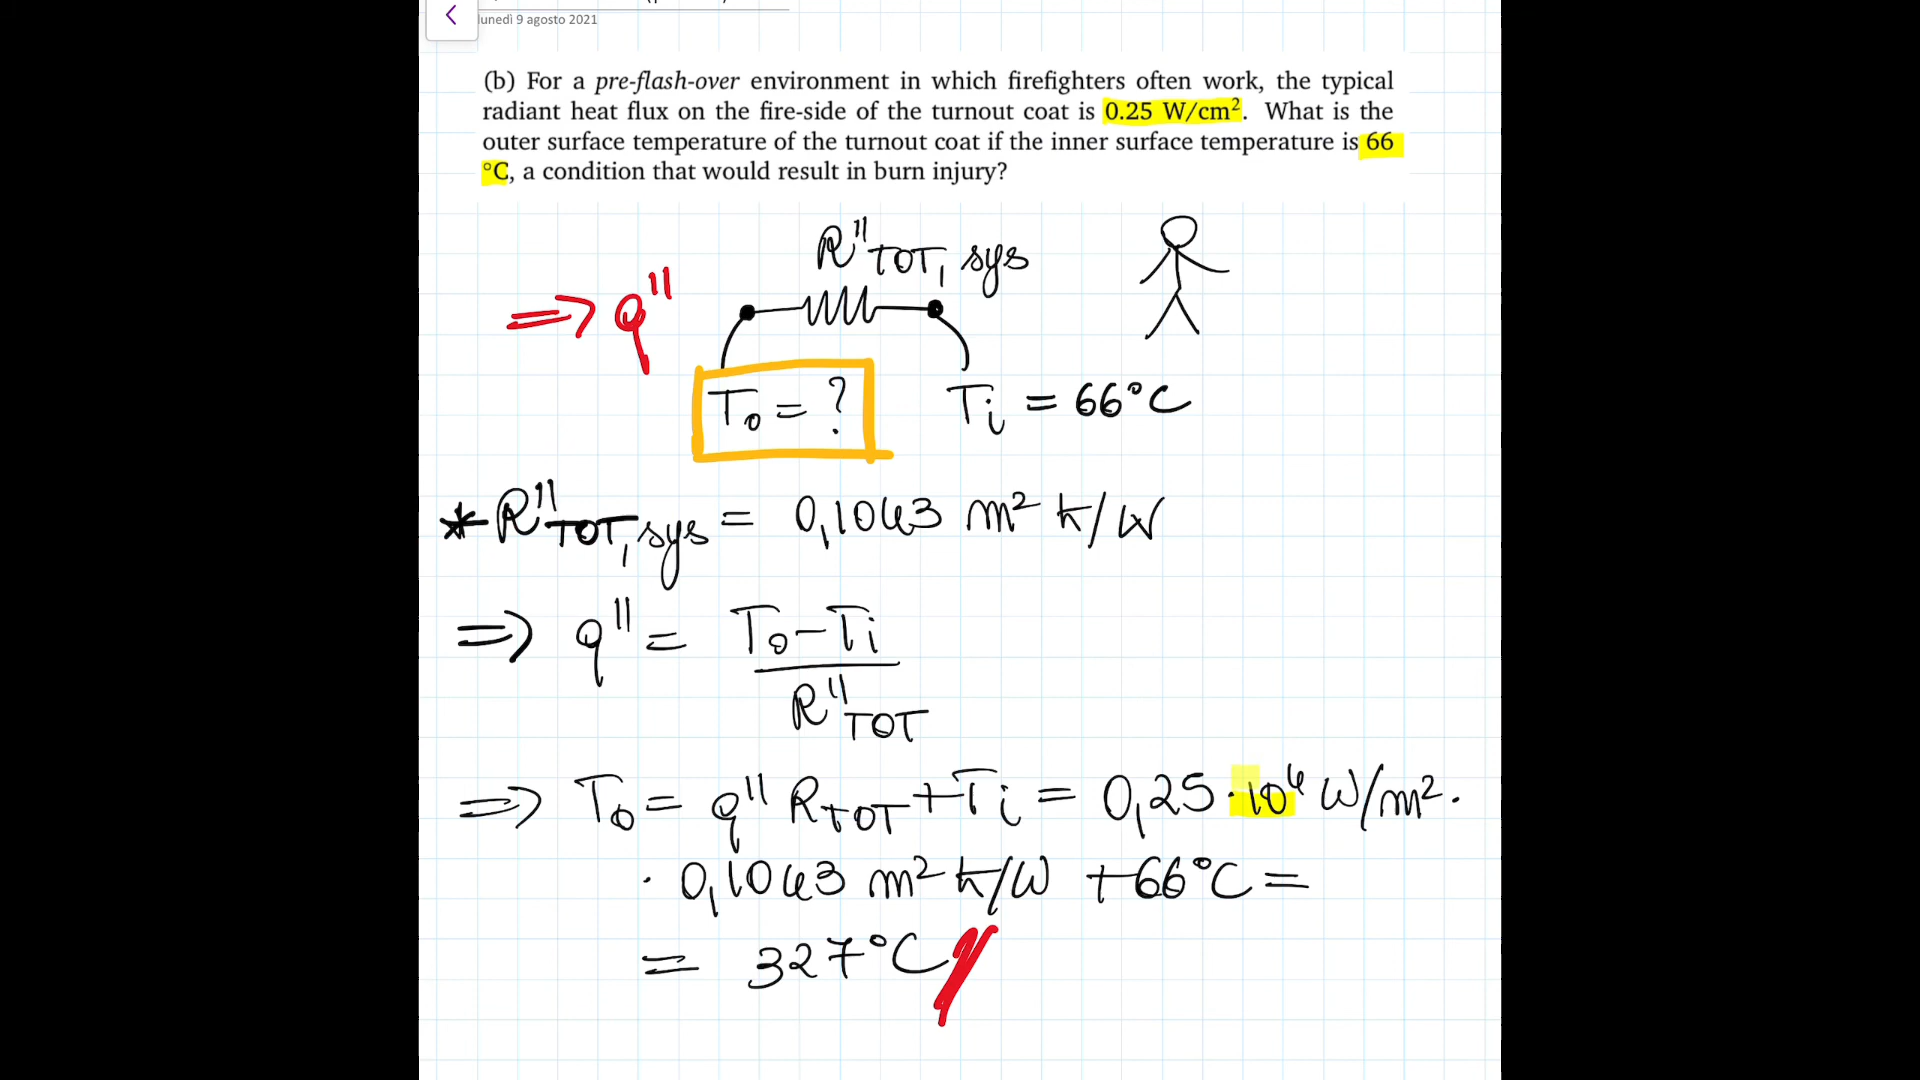 lunedì 9 agosto 2021
(b) For a pre-flash-over environment in which firefighters often work, the typical
radiant heat flux on the fire-side of the turnout coat is 0.25 W/cm². What is the
outer surface temperature of the turnout coat if the inner surface temperature is 66
°C, a condition that would result in burn injury?
R"TOT, sys
⇒ q"
To = ? Ti = 66°C
* R"TOT, sys = 0,1043 m² K/W
⇒ q" = To - Ti
R"TOT
⇒ To = q" RTOT + Ti = 0,25 · 10⁴ W/m² ·
· 0,1043 m² K/W + 66°C =
= 327°C